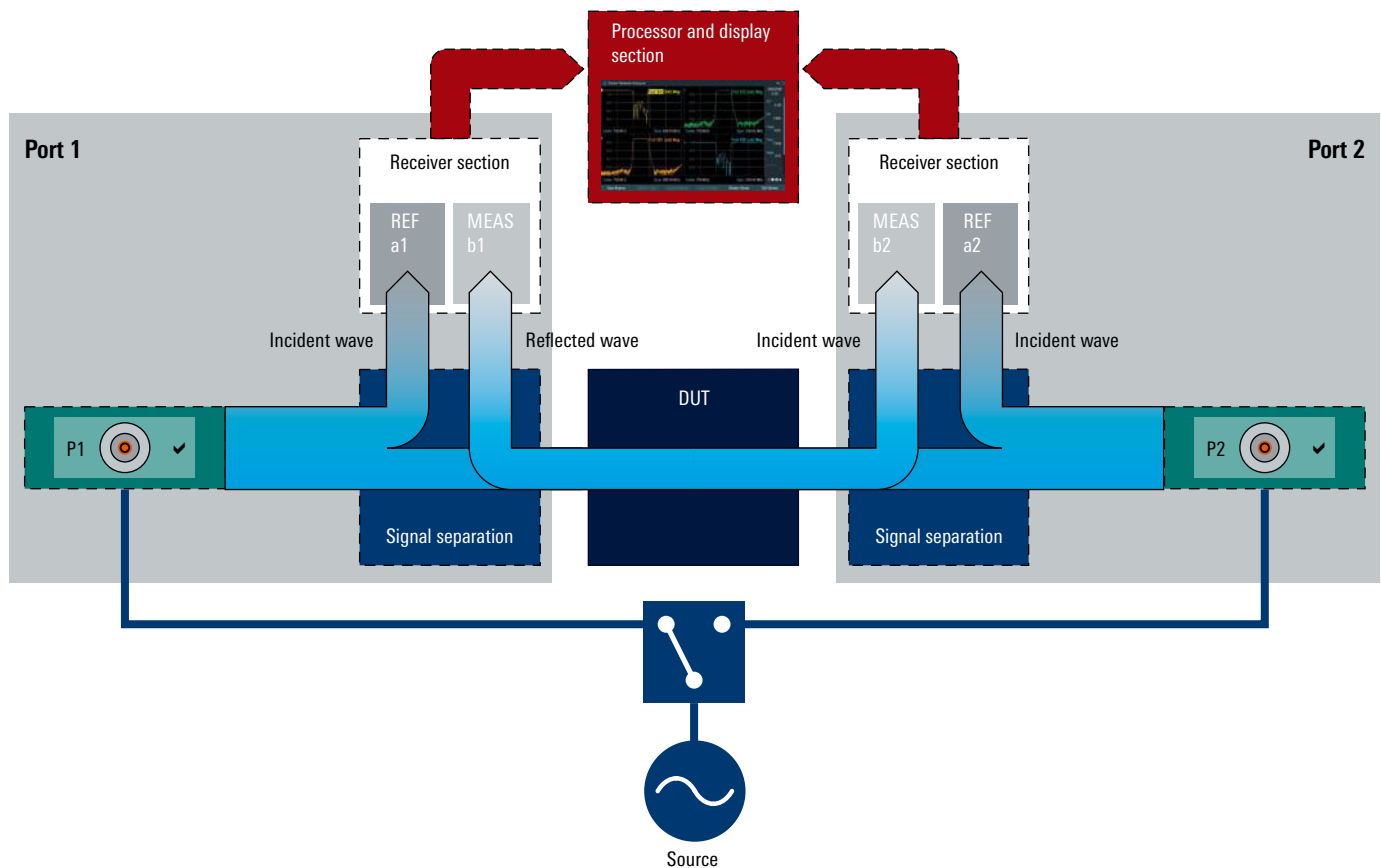 Processor and display
section
Port 1
Port 2
Receiver section
Receiver section
REF
a1
MEAS
b1
MEAS
b2
REF
a2
Incident wave
Reflected wave
Incident wave
Incident wave
DUT
P1
P2
Signal separation
Signal separation
Source